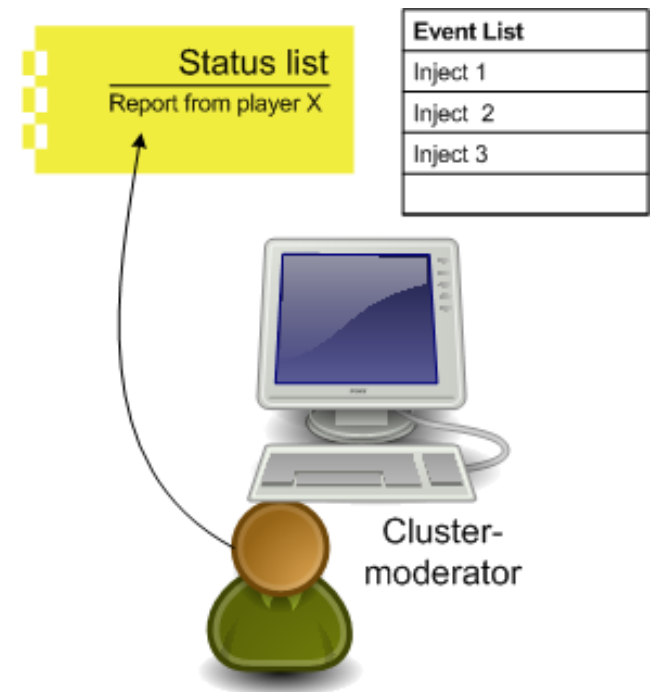 Status list
Report from player X
Event List
Inject 1
Inject 2
Inject 3
Cluster-
moderator